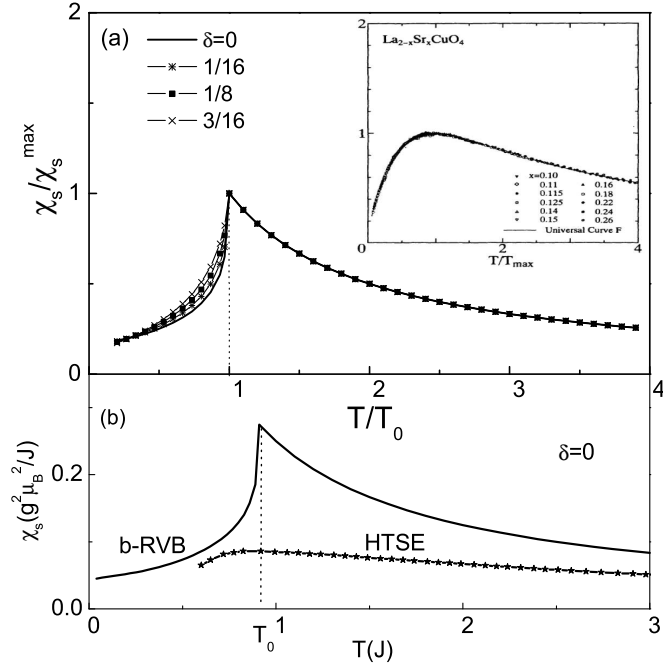 (a)
δ=0
1/16
1/8
3/16
χₛ/χₛᵐᵃˣ
2
1
0
1
2
3
4
T/T₀
La₂₋ₓSrₓCuO₄
2
1
0
0
1
2
3
4
x=0.10 0.16
0.11 0.18
0.115 0.22
0.125 0.24
0.14 0.26
0.15
Universal Curve F
T/Tₘₐₓ
(b)
δ=0
χₛ(g²μ_B²/J)
0.2
0.0
b-RVB
HTSE
T₀
1
2
3
T(J)